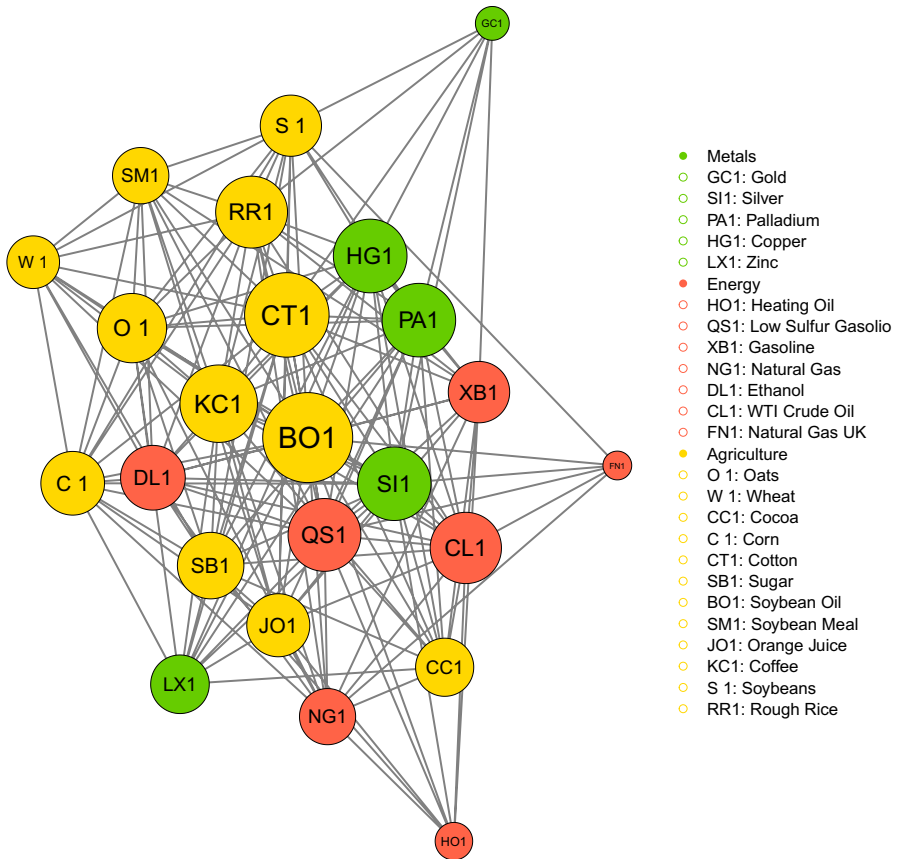 GC1
S 1
SM1
RR1
HG1
W 1
CT1
PA1
O 1
XB1
KC1
BO1
FN1
C 1
DL1
SI1
QS1
CL1
SB1
JO1
CC1
LX1
NG1
HO1
Metals
GC1: Gold
SI1: Silver
PA1: Palladium
HG1: Copper
LX1: Zinc
Energy
HO1: Heating Oil
QS1: Low Sulfur Gasolio
XB1: Gasoline
NG1: Natural Gas
DL1: Ethanol
CL1: WTI Crude Oil
FN1: Natural Gas UK
Agriculture
O 1: Oats
W 1: Wheat
CC1: Cocoa
C 1: Corn
CT1: Cotton
SB1: Sugar
BO1: Soybean Oil
SM1: Soybean Meal
JO1: Orange Juice
KC1: Coffee
S 1: Soybeans
RR1: Rough Rice